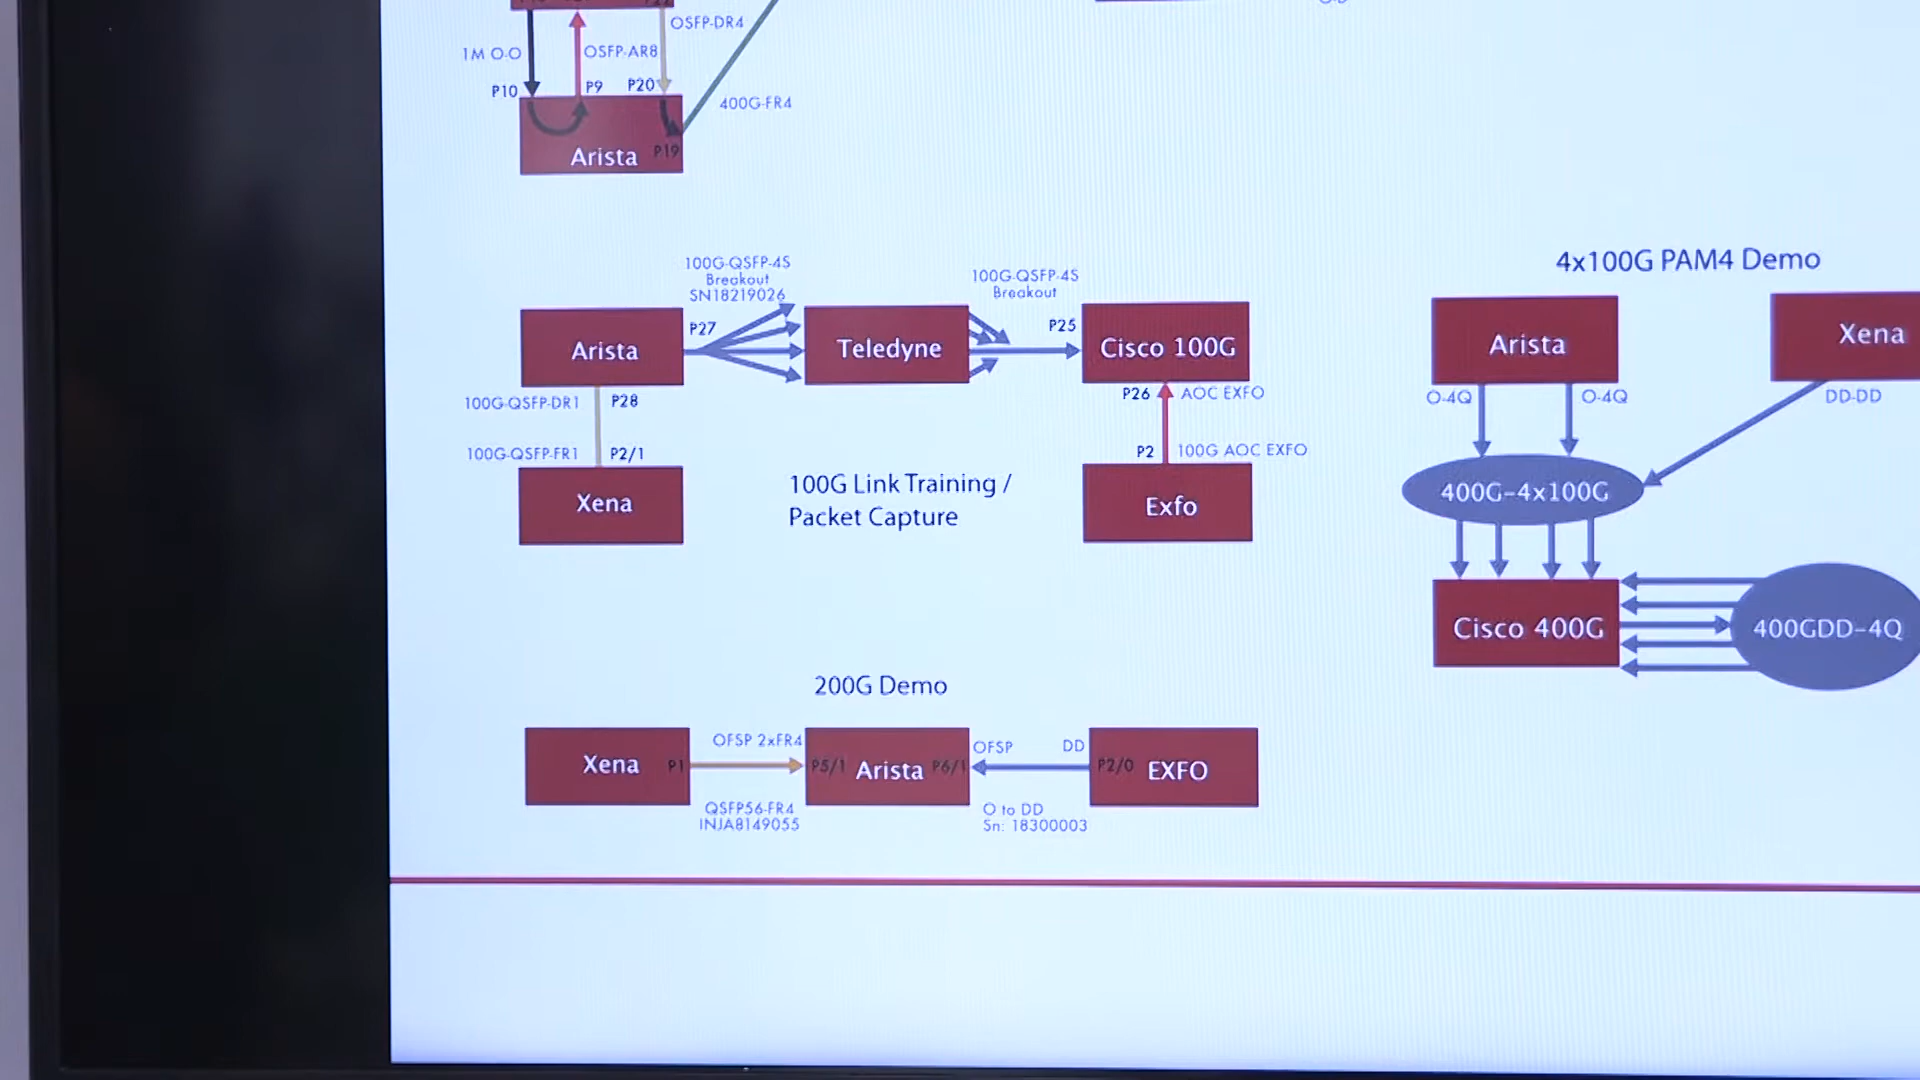 OSFP-DR4
1M O-O
OSFP-AR8
P10
P9
P20
400G-FR4
P19
Arista
100G-QSFP-4S
Breakout
SN18219026
100G-QSFP-4S
Breakout
P27
P25
Arista
Teledyne
Cisco 100G
100G-QSFP-DR1
P28
P26
AOC EXFO
100G-QSFP-FR1
P2/1
P2
100G AOC EXFO
Xena
100G Link Training /
Packet Capture
Exfo
4x100G PAM4 Demo
Arista
Xena
O-4Q
O-4Q
DD-DD
400G-4x100G
Cisco 400G
400GDD-4Q
200G Demo
Xena
P1
OFSP 2xFR4
P5/1
Arista
P6/1
OFSP
DD
P2/0
EXFO
QSFP56-FR4
INJA8149055
O to DD
Sn: 18300003